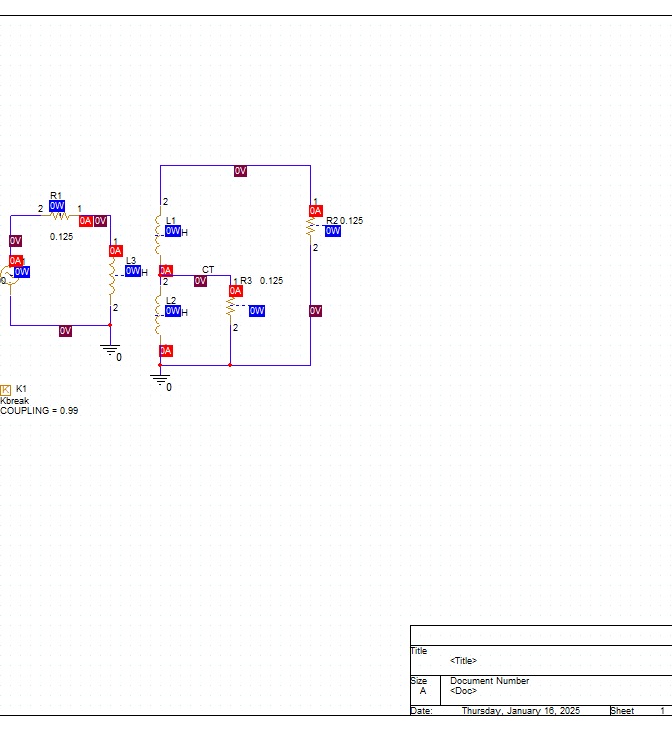 0V
2
R1
0W
2
1
0A
0V
L1
0W
H
1
0A
R2
0.125
0W
0.125
0V
1
0A
2
0A
0W
0
L3
0W
H
CT
0A
2
0V
1
R3
0.125
0A
L2
0W
H
0W
0V
2
2
0V
0A
0
0
K
K1
Kbreak
COUPLING = 0.99
Title
<Title>
Size
A
Document Number
<Doc>
Date:
Thursday, January 16, 2025
Sheet
1